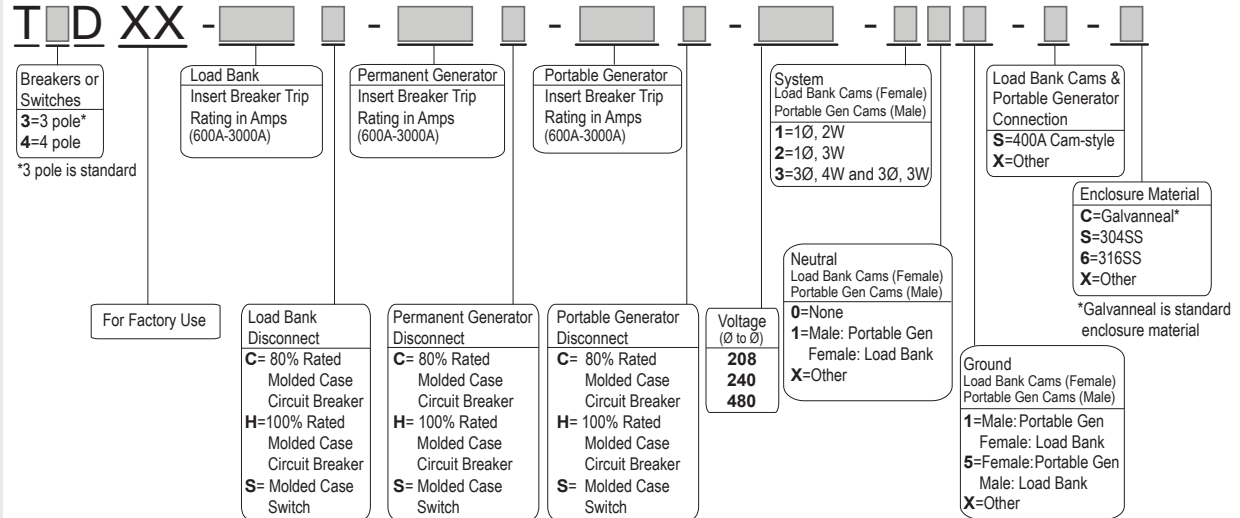 T D XX - - - - - -
Breakers or
Switches
3=3 pole*
4=4 pole
*3 pole is standard
For Factory Use
Load Bank
Insert Breaker Trip
Rating in Amps
(600A-3000A)
Load Bank
Disconnect
C= 80% Rated
Molded Case
Circuit Breaker
H=100% Rated
Molded Case
Circuit Breaker
S= Molded Case
Switch
Permanent Generator
Insert Breaker Trip
Rating in Amps
(600A-3000A)
Permanent Generator
Disconnect
C= 80% Rated
Molded Case
Circuit Breaker
H= 100% Rated
Molded Case
Circuit Breaker
S= Molded Case
Switch
Portable Generator
Insert Breaker Trip
Rating in Amps
(600A-3000A)
Portable Generator
Disconnect
C= 80% Rated
Molded Case
Circuit Breaker
H= 100% Rated
Molded Case
Circuit Breaker
S= Molded Case
Switch
Voltage
(Ø to Ø)
208
240
480
System
Load Bank Cams (Female)
Portable Gen Cams (Male)
1=1Ø, 2W
2=1Ø, 3W
3=3Ø, 4W and 3Ø, 3W
Neutral
Load Bank Cams (Female)
Portable Gen Cams (Male)
0=None
1=Male: Portable Gen
Female: Load Bank
X=Other
Ground
Load Bank Cams (Female)
Portable Gen Cams (Male)
1=Male: Portable Gen
Female: Load Bank
5=Female:Portable Gen
Male: Load Bank
X=Other
Load Bank Cams &
Portable Generator
Connection
S=400A Cam-style
X=Other
Enclosure Material
C=Galvanneal*
S=304SS
6=316SS
X=Other
*Galvanneal is standard
enclosure material